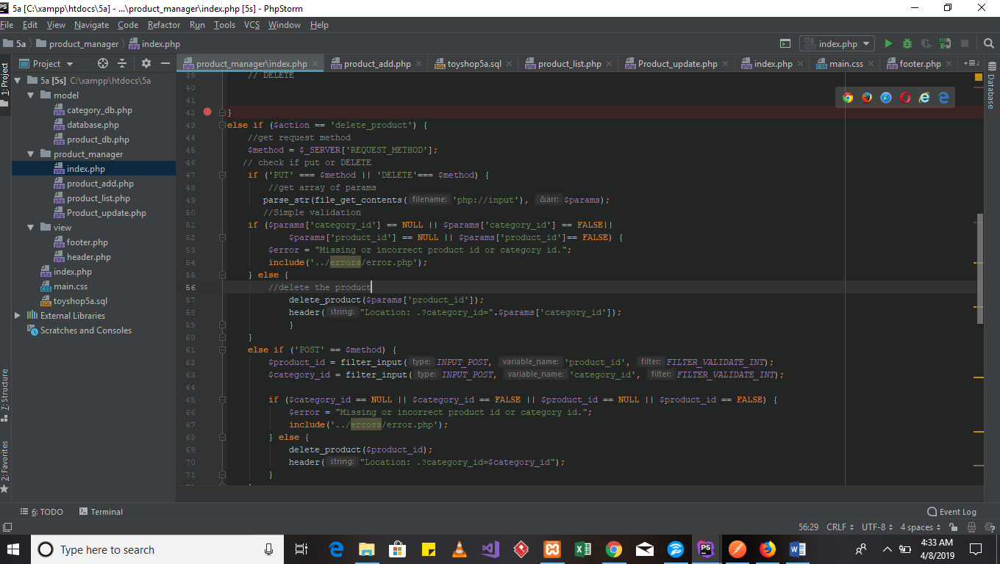 5a [C:\xampp\htdocs\5a] - ...\product_manager\index.php [5s] - PhpStorm
File Edit View Navigate Code Refactor Run Tools VCS Window Help
5a product_manager index.php
index.php
Project
product_manager\index.php product_add.php toyshop5a.sql product_list.php Product_update.php index.php main.css footer.php 2
1: Project
7: Structure
2: Favorites
Database
5a [5s] C:\xampp\htdocs\5a
model
category_db.php
database.php
product_db.php
product_manager
index.php
product_add.php
product_list.php
Product_update.php
view
footer.php
header.php
index.php
main.css
toyshop5a.sql
External Libraries
Scratches and Consoles
39 // DELETE
40
41
42 }
43 else if ($action == 'delete_product') {
44 //get request method
45 $method = $_SERVER['REQUEST_METHOD'];
46 // check if put or DELETE
47 if ('PUT' === $method || 'DELETE'=== $method) {
48 //get array of params
49 parse_str(file_get_contents( filename: 'php://input'), &arr: $params);
50 //Simple validation
51 if ($params['category_id'] == NULL || $params['category_id'] == FALSE||
52 $params['product_id'] == NULL || $params['product_id']== FALSE) {
53 $error = "Missing or incorrect product id or category id.";
54 include('../errors/error.php');
55 } else {
56 //delete the product
57 delete_product($params['product_id']);
58 header( string: "Location: .?category_id=".$params['category_id']);
59 }
60 }
61 else if ('POST' == $method) {
62 $product_id = filter_input( type: INPUT_POST, variable_name: 'product_id', filter: FILTER_VALIDATE_INT);
63 $category_id = filter_input( type: INPUT_POST, variable_name: 'category_id', filter: FILTER_VALIDATE_INT);
64
65 if ($category_id == NULL || $category_id == FALSE || $product_id == NULL || $product_id == FALSE) {
66 $error = "Missing or incorrect product id or category id.";
67 include('../errors/error.php');
68 } else {
69 delete_product($product_id);
70 header( string: "Location: .?category_id=$category_id");
71 }
6: TODO Terminal Event Log
56:29 CRLF UTF-8 4 spaces
Type here to search
4:33 AM
4/8/2019